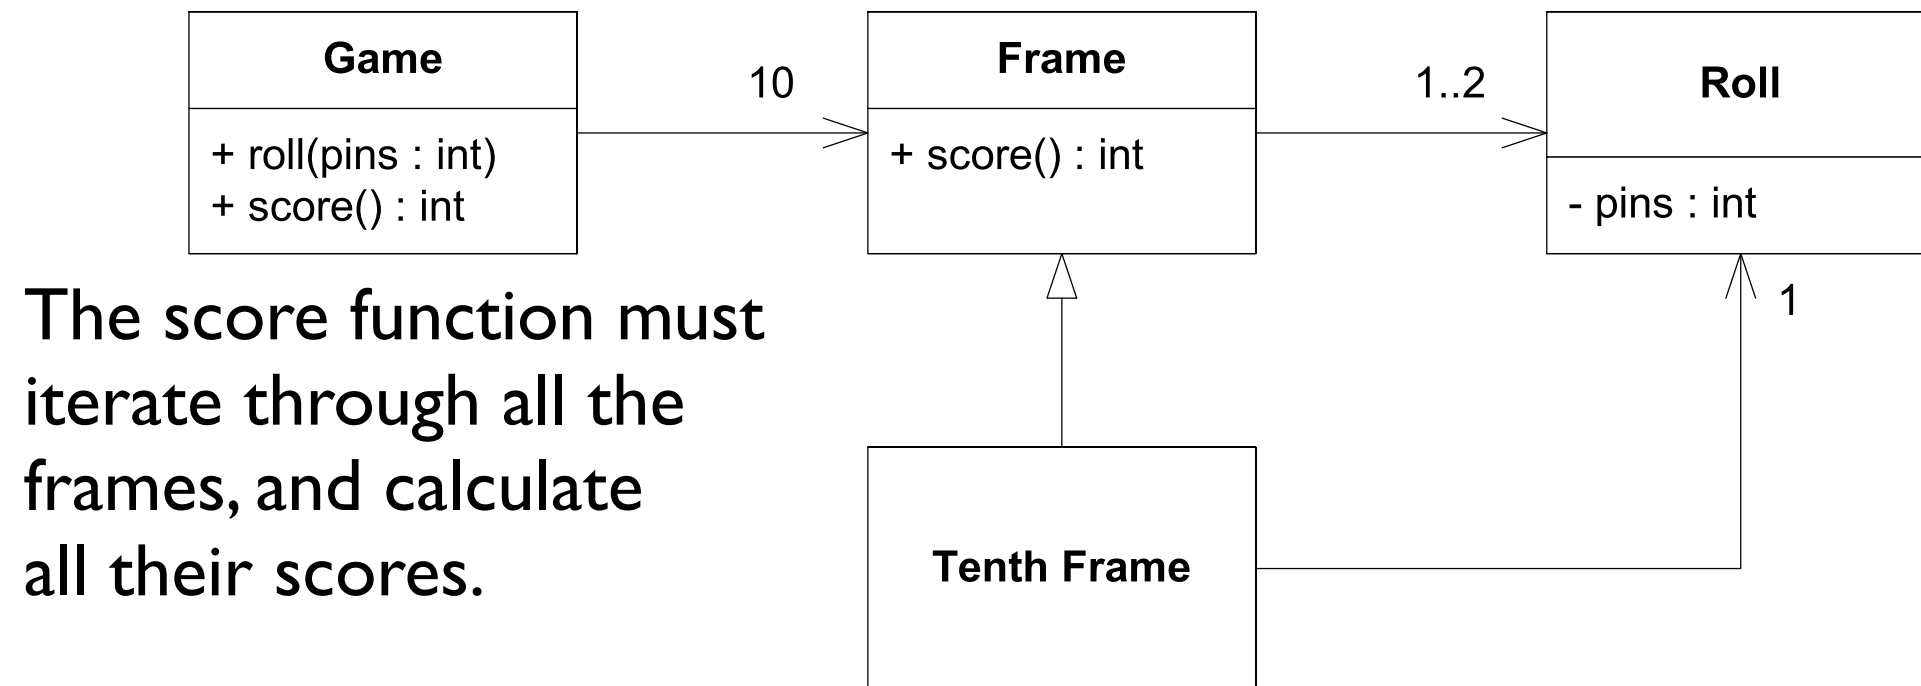 Game
+ roll(pins : int)
+ score() : int
10
Frame
+ score() : int
1..2
Roll
- pins : int
1
The score function must
iterate through all the
frames, and calculate
all their scores.
Tenth Frame